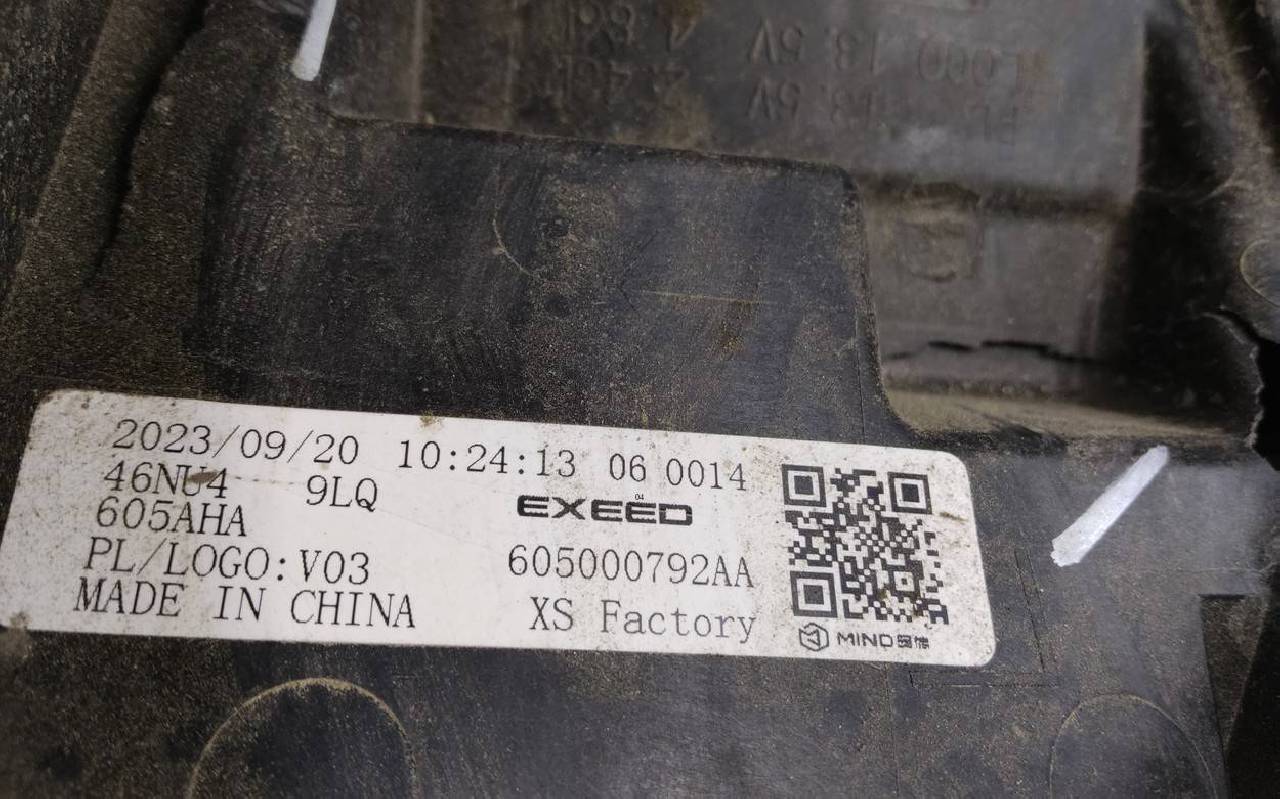 2023/09/20 10:24:13 06 0014
46NU4 9LQ
EXEED
605AHA
PL/LOGO:V03
605000792AA
MADE IN CHINA
XS Factory
MIND